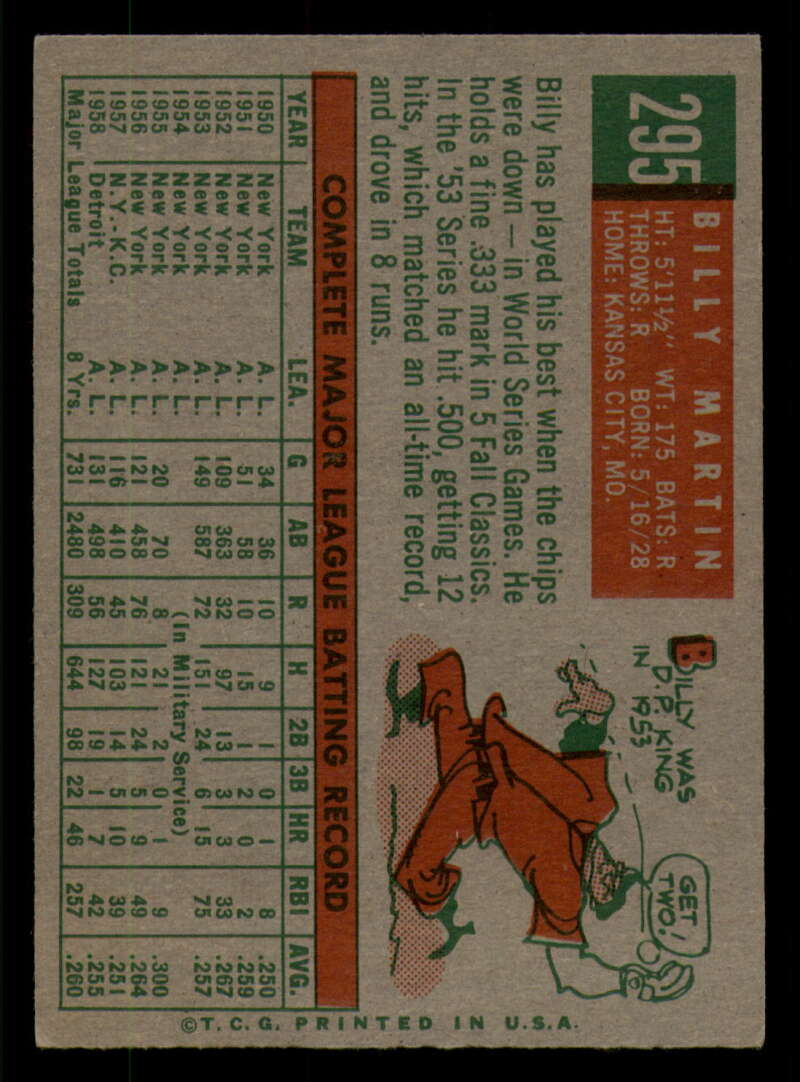 295
BILLY MARTIN
HT: 5'11½" WT: 175 BATS: R
THROWS: R BORN: 5/16/28
HOME: KANSAS CITY, MO.
Billy has played his best when the chips
were down — in World Series Games. He
holds a fine .333 mark in 5 Fall Classics.
In the '53 Series he hit .500, getting 12
hits, which matched an all-time record,
and drove in 8 runs.
BILLY WAS
D.P. KING
IN 1953
GET
TWO!
COMPLETE MAJOR LEAGUE BATTING RECORD
YEAR TEAM LEA. G AB R H 2B 3B HR RBI AVG.
1950 New York A. L. 34 36 10 9 1 0 1 8 .250
1951 New York A. L. 51 58 10 15 1 2 0 2 .259
1952 New York A. L. 109 363 32 97 13 3 3 33 .267
1953 New York A. L. 149 587 72 151 24 6 15 75 .257
1954 New York A. L. (In Military Service)
1955 New York A. L. 20 70 8 21 2 0 1 9 .300
1956 New York A. L. 121 458 76 121 24 5 9 49 .264
1957 N.Y.-K.C. A. L. 116 410 45 103 14 5 10 39 .251
1958 Detroit A. L. 131 498 56 127 19 1 7 42 .255
Major League Totals 8 Yrs. 731 2480 309 644 98 22 46 257 .260
©T.C.G. PRINTED IN U.S.A.